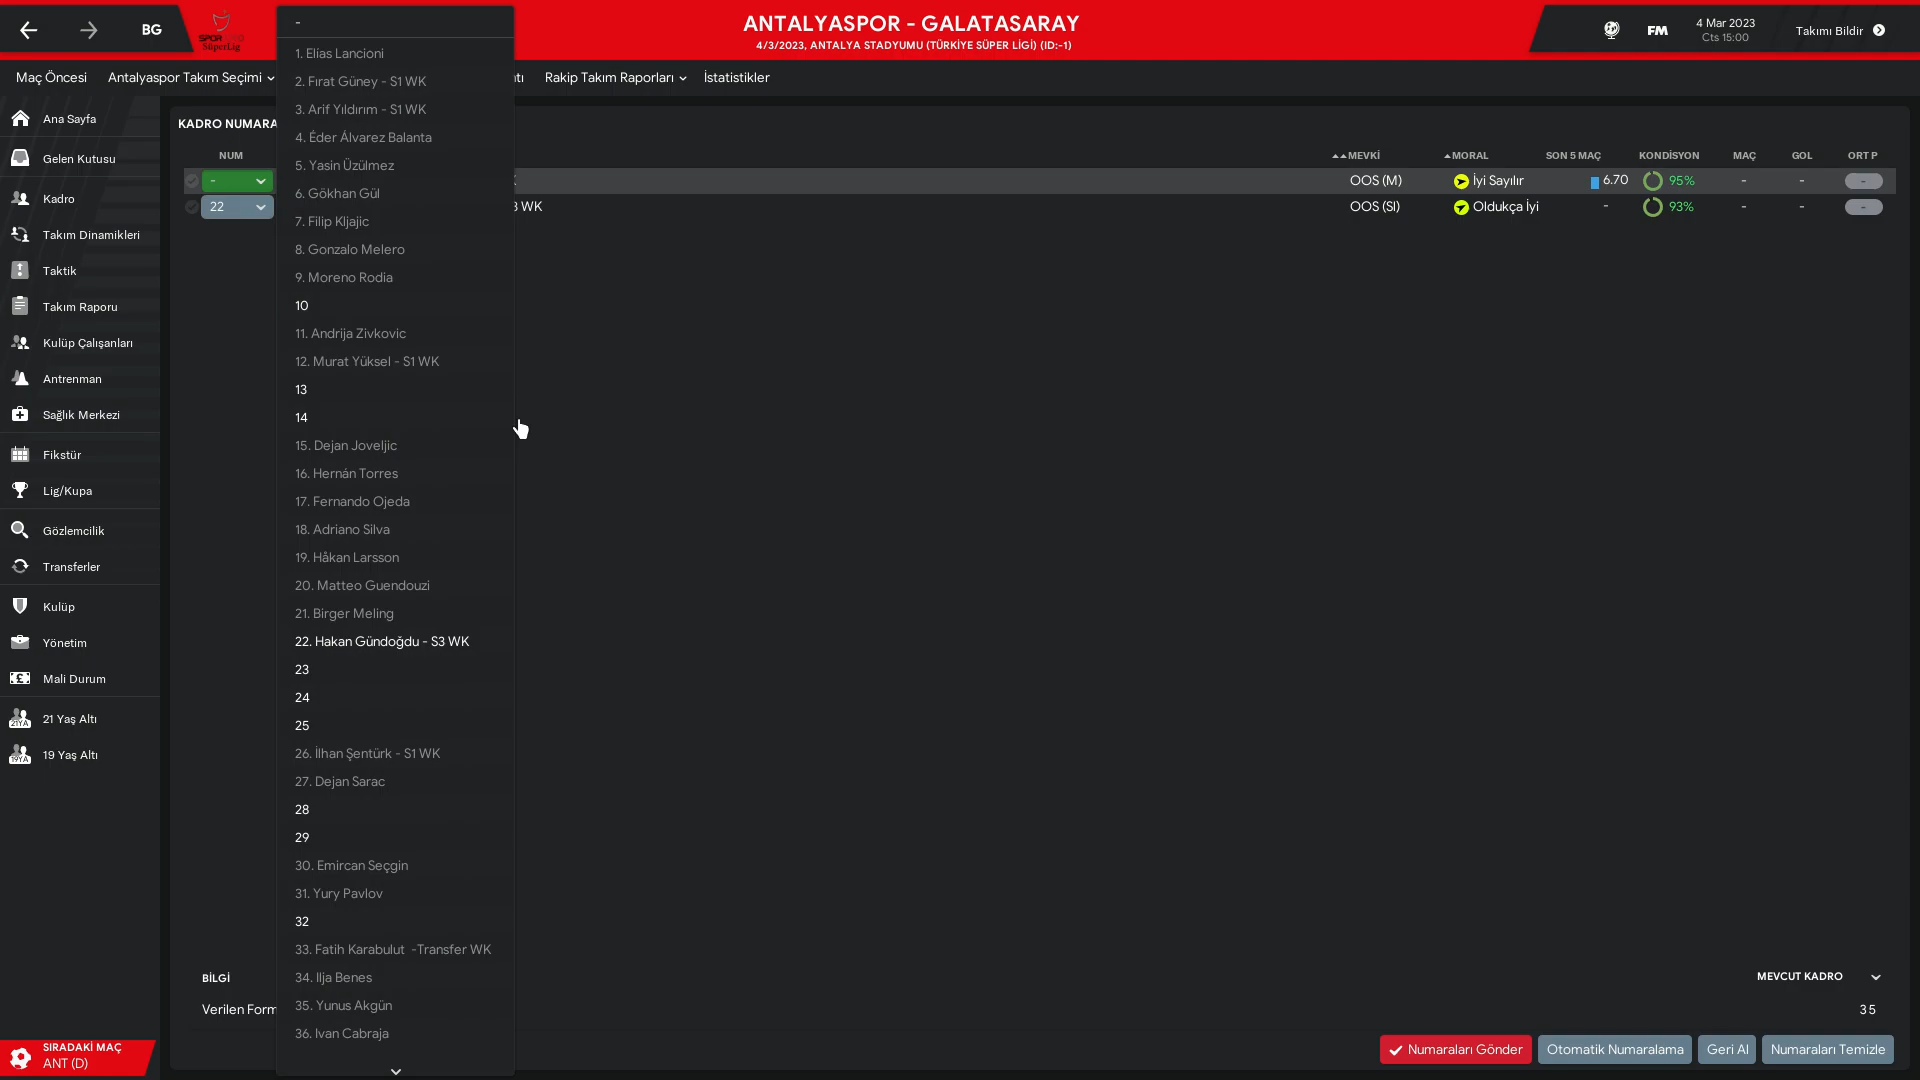 BG
SPOR TOTO
SüperLig
ANTALYASPOR - GALATASARAY
4/3/2023, ANTALYA STADYUMU (TÜRKİYE SÜPER LİGİ) (ID:-1)
FM
4 Mar 2023
Cts 15:00
Takımı Bildir
Maç Öncesi
Antalyaspor Takım Seçimi
ıtı
Rakip Takım Raporları
İstatistikler
Ana Sayfa
Gelen Kutusu
Kadro
Takım Dinamikleri
Taktik
Takım Raporu
Kulüp Çalışanları
Antrenman
Sağlık Merkezi
Fikstür
Lig/Kupa
Gözlemcilik
Transferler
Kulüp
Yönetim
Mali Durum
21YA
21 Yaş Altı
19YA
19 Yaş Altı
SIRADAKİ MAÇ
ANT (D)
KADRO NUMARA
NUM
MEVKİ
MORAL
SON 5 MAÇ
KONDİSYON
MAÇ
GOL
ORT P
-
OOS (M)
İyi Sayılır
6.70
95%
-
-
-
22
3 WK
OOS (Sl)
Oldukça İyi
-
93%
-
-
-
-
1. Elias Lancioni
2. Fırat Güney - S1 WK
3. Arif Yıldırım - S1 WK
4. Éder Álvarez Balanta
5. Yasin Üzülmez
6. Gökhan Gül
7. Filip Kljajic
8. Gonzalo Melero
9. Moreno Rodia
10
11. Andrija Zivkovic
12. Murat Yüksel - S1 WK
13
14
15. Dejan Joveljic
16. Hernán Torres
17. Fernando Ojeda
18. Adriano Silva
19. Håkan Larsson
20. Matteo Guendouzi
21. Birger Meling
22. Hakan Gündoğdu - S3 WK
23
24
25
26. İlhan Şentürk - S1 WK
27. Dejan Sarac
28
29
30. Emircan Seçgin
31. Yury Pavlov
32
33. Fatih Karabulut  -Transfer WK
34. Ilja Benes
35. Yunus Akgün
36. Ivan Cabraja
BİLGİ
MEVCUT KADRO
Verilen Form
35
Numaraları Gönder
Otomatik Numaralama
Geri Al
Numaraları Temizle